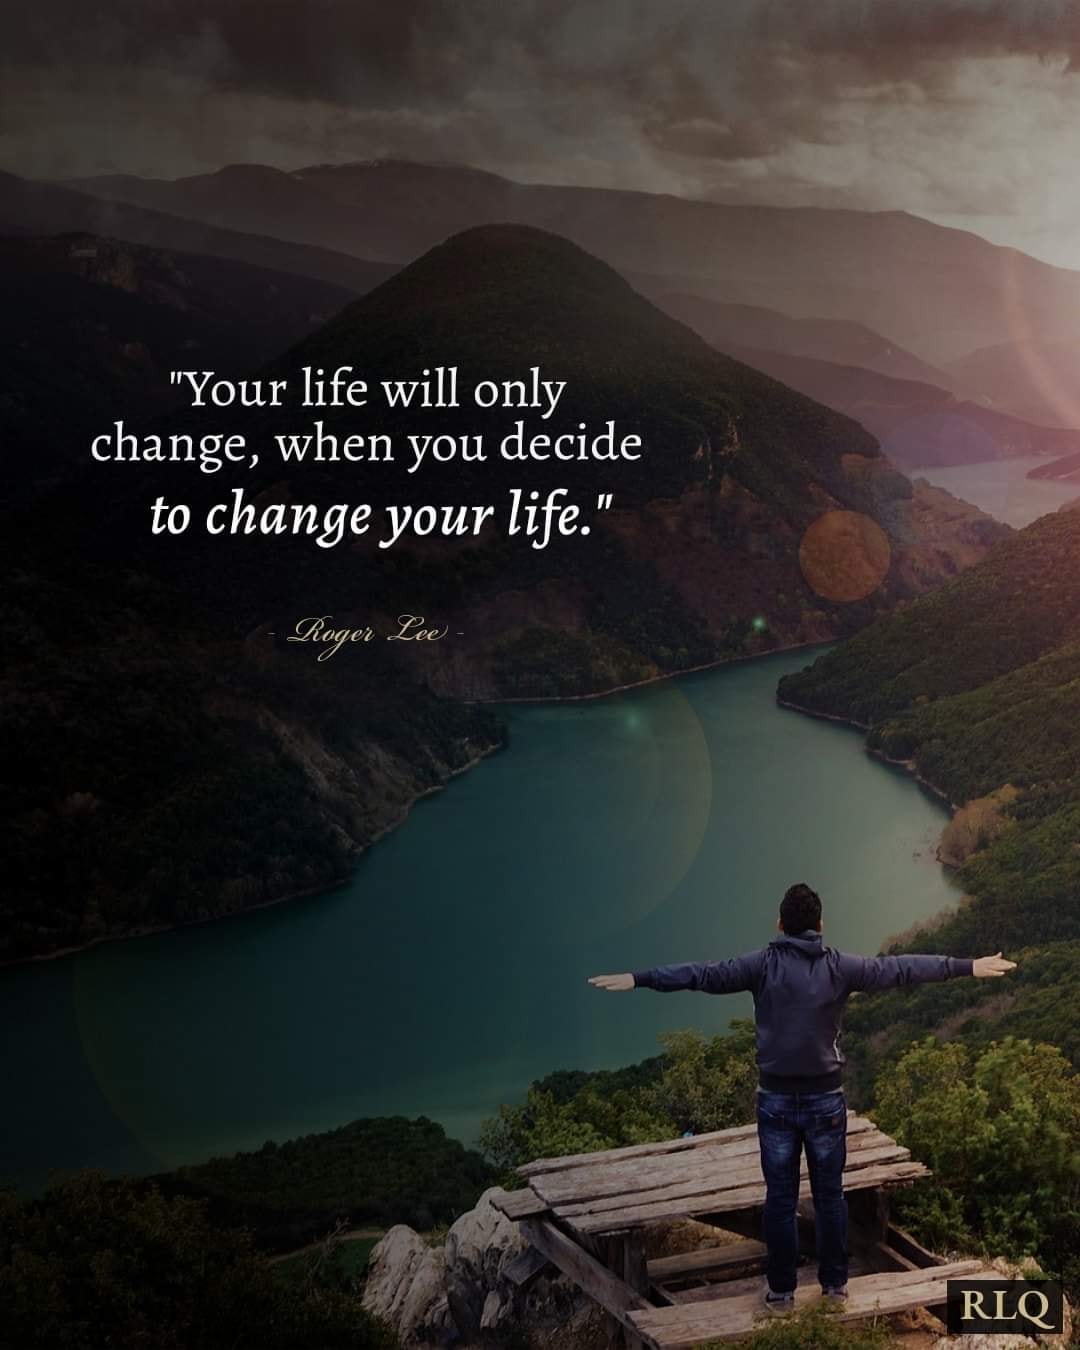 "Your life will only
change, when you decide
to change your life."
- Roger Lee -
RLQ